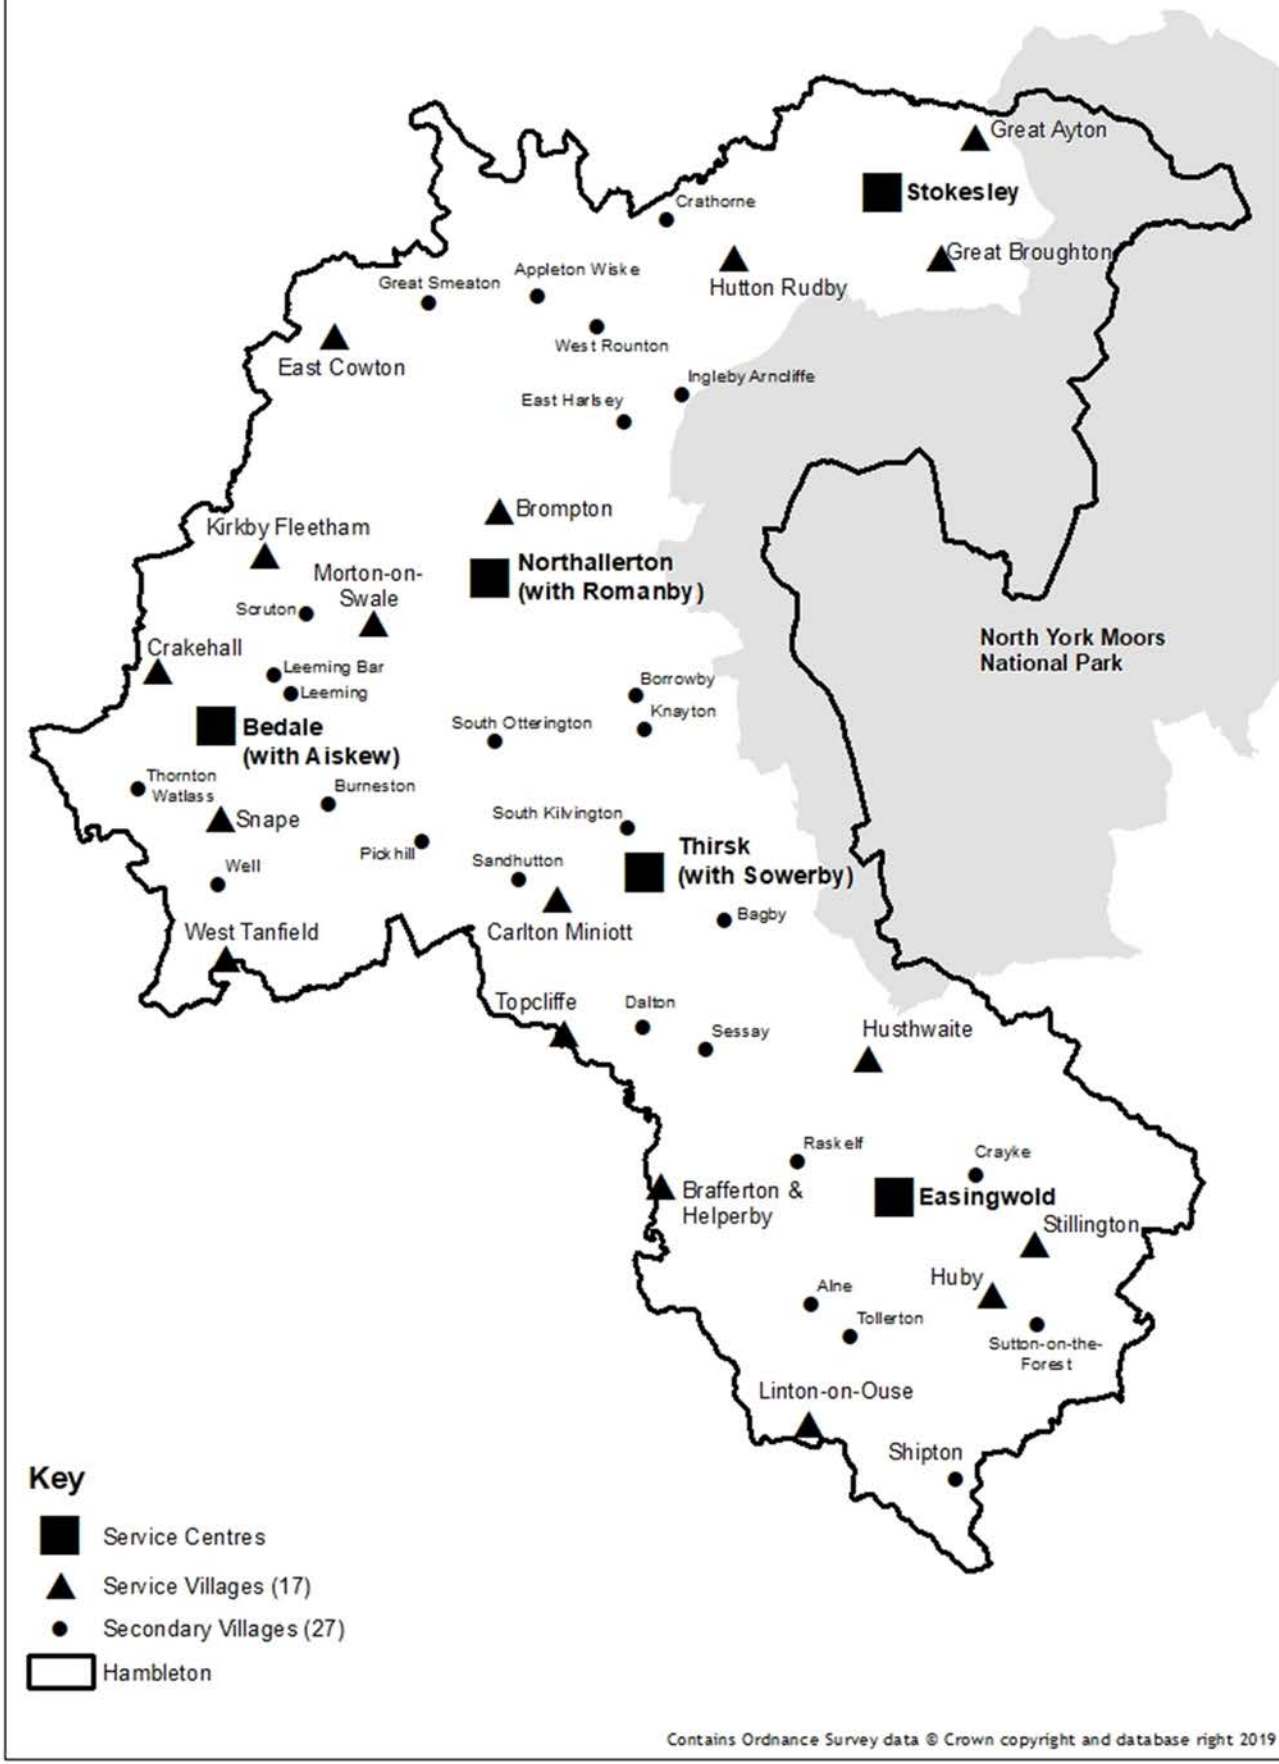 Great Ayton
Stokesley
Crathorne
Great Broughton
Hutton Rudby
Appleton Wiske
Great Smeaton
West Rounton
East Cowton
Ingleby Arncliffe
East Harlsey
Brompton
Kirkby Fleetham
Northallerton
(with Romanby)
Morton-on-
Swale
Scruton
North York Moors
National Park
Crakehall
Leeming Bar
Leeming
Borrowby
Knayton
South Otterington
Bedale
(with Aiskew)
Thornton
Watlass
Burneston
Snape
South Kilvington
Thirsk
(with Sowerby)
Pickhill
Sandhutton
Well
Bagby
West Tanfield
Carlton Miniott
Topcliffe
Dalton
Sessay
Husthwaite
Raskelf
Crayke
Brafferton &
Helperby
Easingwold
Stillington
Huby
Alne
Tollerton
Sutton-on-the-
Forest
Linton-on-Ouse
Shipton
Key
Service Centres
Service Villages (17)
Secondary Villages (27)
Hambleton
Contains Ordnance Survey data © Crown copyright and database right 2019